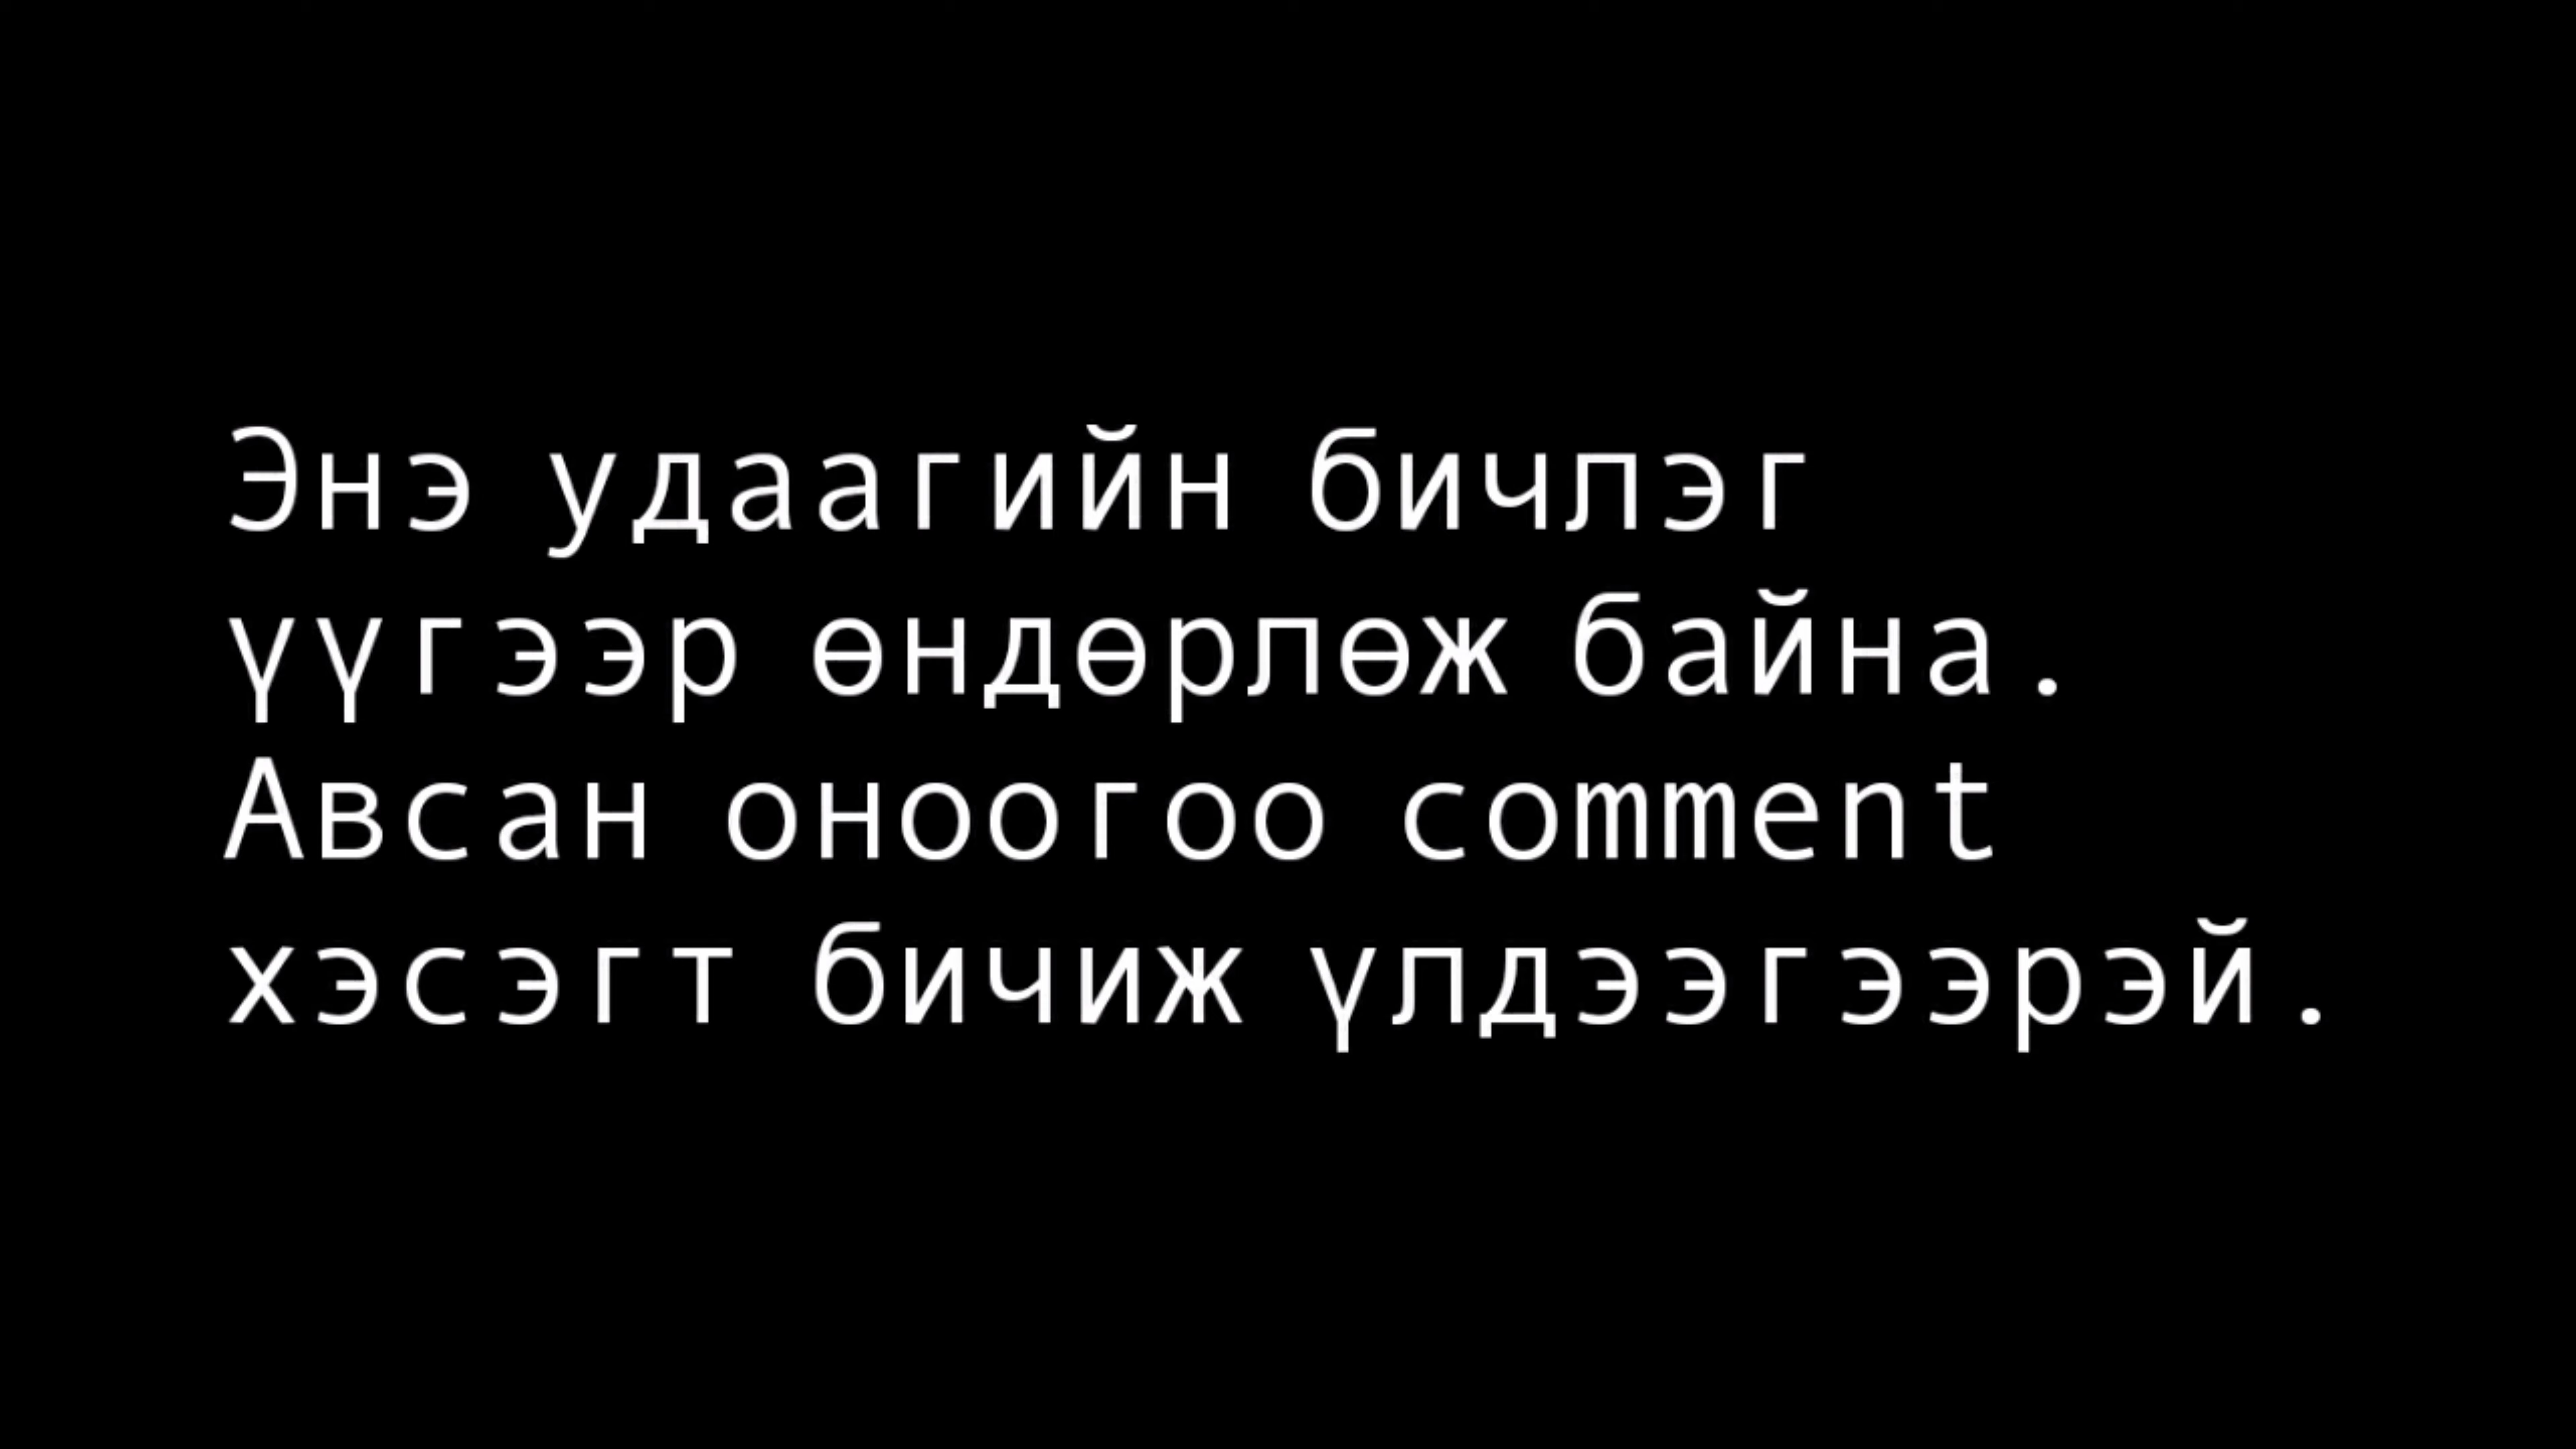 Энэ удаагийн бичлэг
үүгээр өндөрлөж байна.
Авсан оноогоо comment
хэсэгт бичиж үлдээгээрэй.